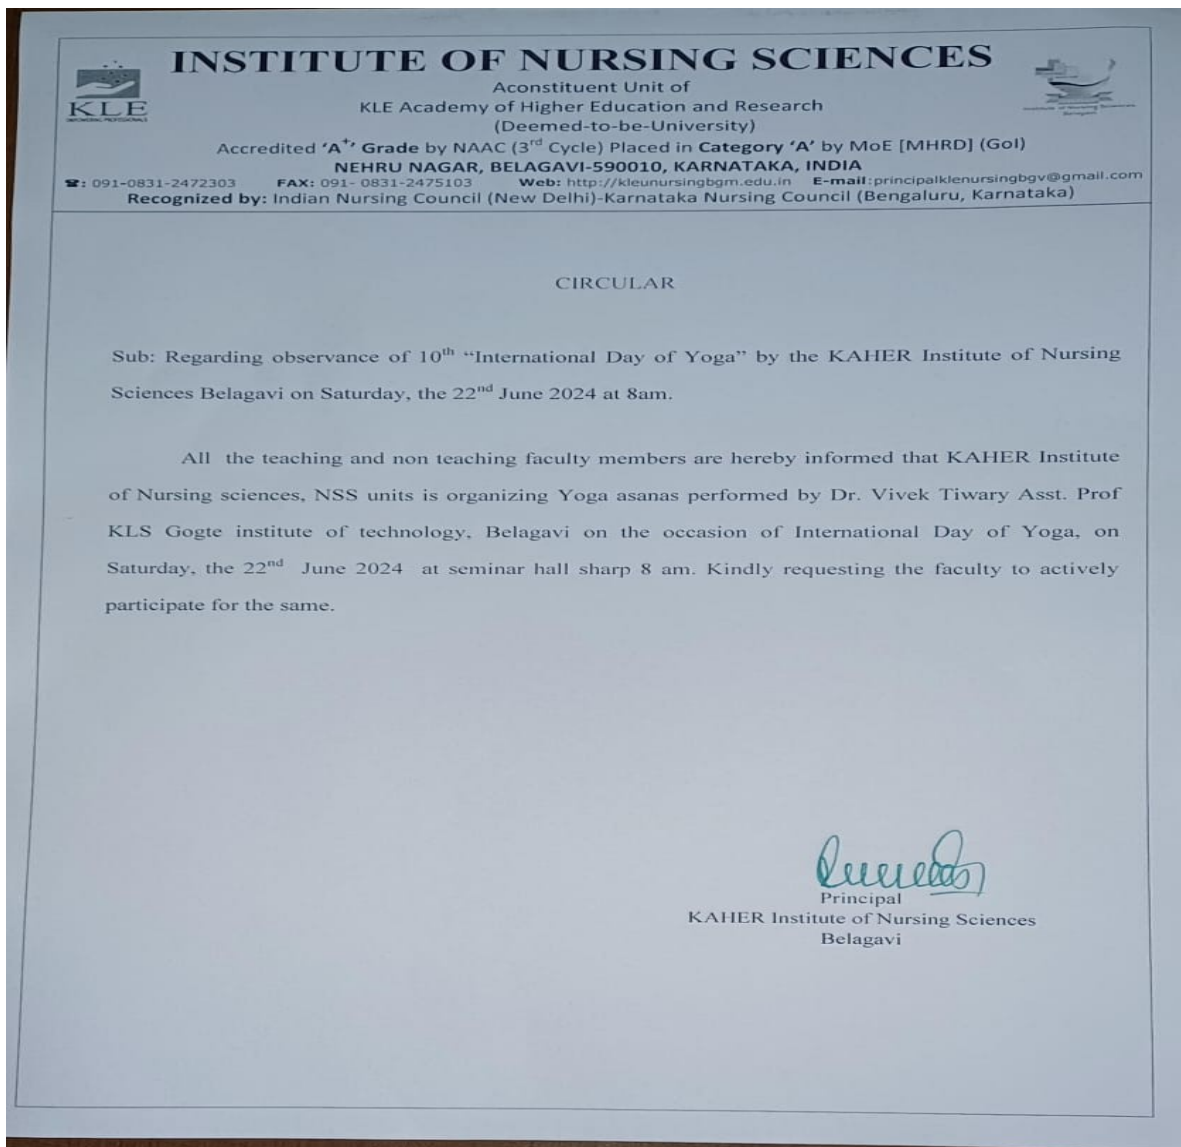 INSTITUTE OF NURSING SCIENCES
KLE
EMPOWERING PROFESSIONALS
Aconstituent Unit of
KLE Academy of Higher Education and Research
(Deemed-to-be-University)
Accredited ‘A+’ Grade by NAAC (3rd Cycle) Placed in Category ‘A’ by MoE [MHRD] (GoI)
NEHRU NAGAR, BELAGAVI-590010, KARNATAKA, INDIA
☎: 091-0831-2472303 FAX: 091- 0831-2475103 Web: http://kleunursingbgm.edu.in E-mail:principalklenursingbgv@gmail.com
Recognized by: Indian Nursing Council (New Delhi)-Karnataka Nursing Council (Bengaluru, Karnataka)
Institute of Nursing Sciences
Belagavi
CIRCULAR
Sub: Regarding observance of 10th “International Day of Yoga” by the KAHER Institute of Nursing
Sciences Belagavi on Saturday, the 22nd June 2024 at 8am.
All the teaching and non teaching faculty members are hereby informed that KAHER Institute
of Nursing sciences, NSS units is organizing Yoga asanas performed by Dr. Vivek Tiwary Asst. Prof
KLS Gogte institute of technology, Belagavi on the occasion of International Day of Yoga, on
Saturday, the 22nd June 2024 at seminar hall sharp 8 am. Kindly requesting the faculty to actively
participate for the same.
Principal
KAHER Institute of Nursing Sciences
Belagavi